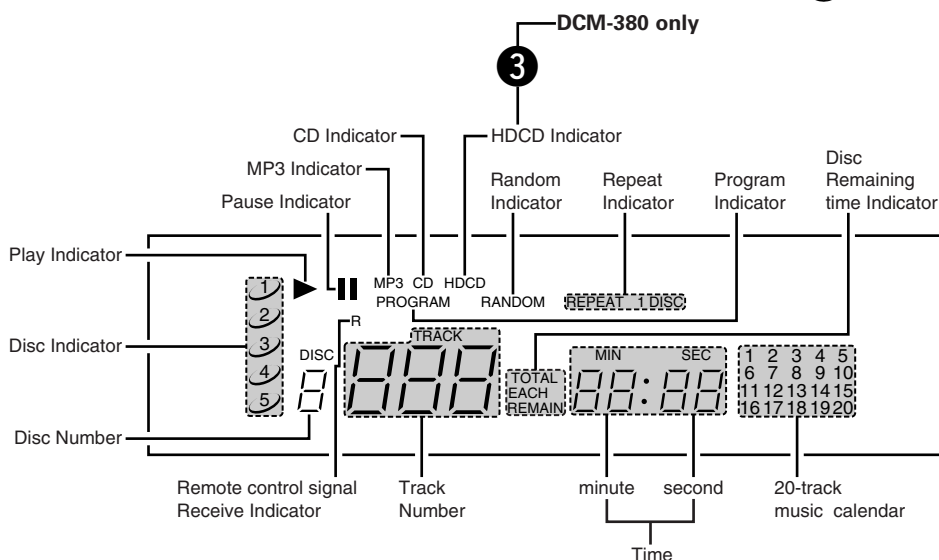 DCM-380 only
3
CD Indicator
HDCD Indicator
MP3 Indicator
Pause Indicator
Random
Indicator
Repeat
Indicator
Program
Indicator
Disc
Remaining
time Indicator
Play Indicator
Disc Indicator
Disc Number
1
2
3
4
5
MP3 CD HDCD
PROGRAM RANDOM REPEAT 1 DISC
R
DISC
TRACK
888
TOTAL
EACH
REMAIN
MIN SEC
88:88
1 2 3 4 5
6 7 8 9 10
11 12 13 14 15
16 17 18 19 20
Remote control signal
Receive Indicator
Track
Number
minute second
Time
20-track
music calendar